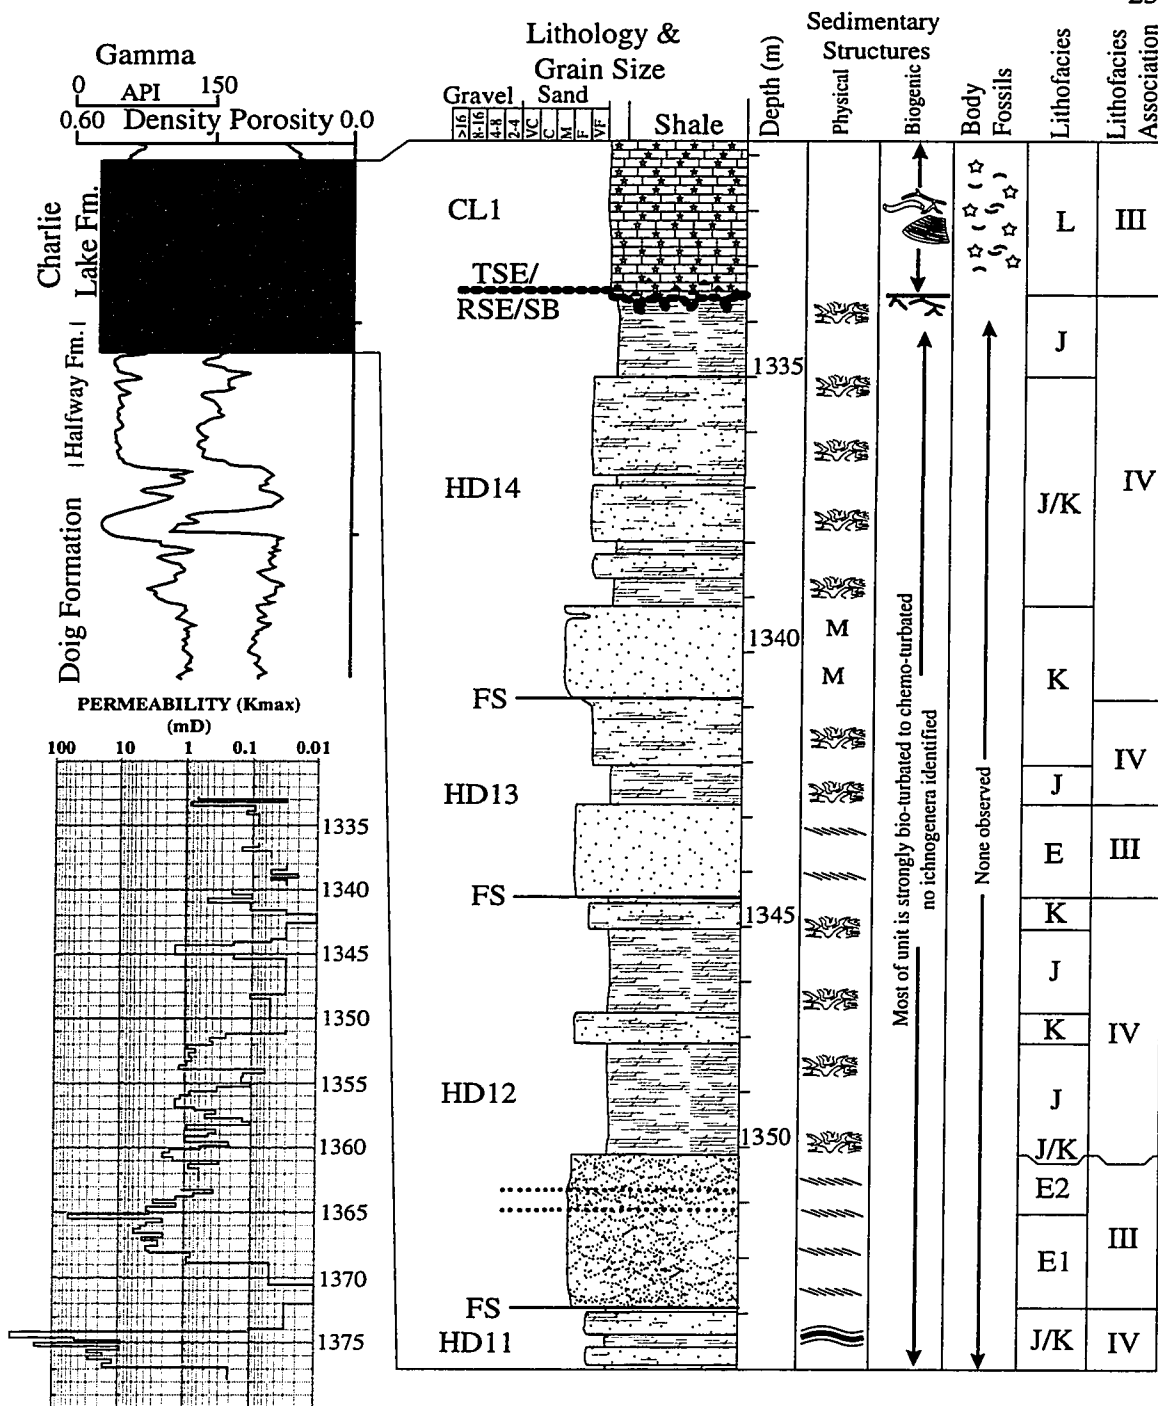 Gamma
0 150
API
0.60 Density Porosity 0.0
Charlie
Lake Fm.
Halfway Fm.
Doig Formation
PERMEABILITY (Kmax)
(mD)
100 10 1 0.1 0.01
1335
1340
1345
1350
1355
1360
1365
1370
1375
Lithology &
Grain Size
Gravel Sand
>16
8-16
4-8
2-4
VC
C
M
F
VF
Shale
CL1
TSE/
RSE/SB
HD14
FS
HD13
FS
HD12
FS
HD11
Depth (m)
1335
1340
1345
1350
Sedimentary
Structures
Physical
M
M
Biogenic
Most of unit is strongly bio-turbated to chemo-turbated
no ichnogenera identified
Body
Fossils
None observed
Lithofacies
L
J
J/K
K
J
E
K
J
K
J
J/K
E2
E1
J/K
Lithofacies
Association
III
IV
IV
III
IV
III
IV